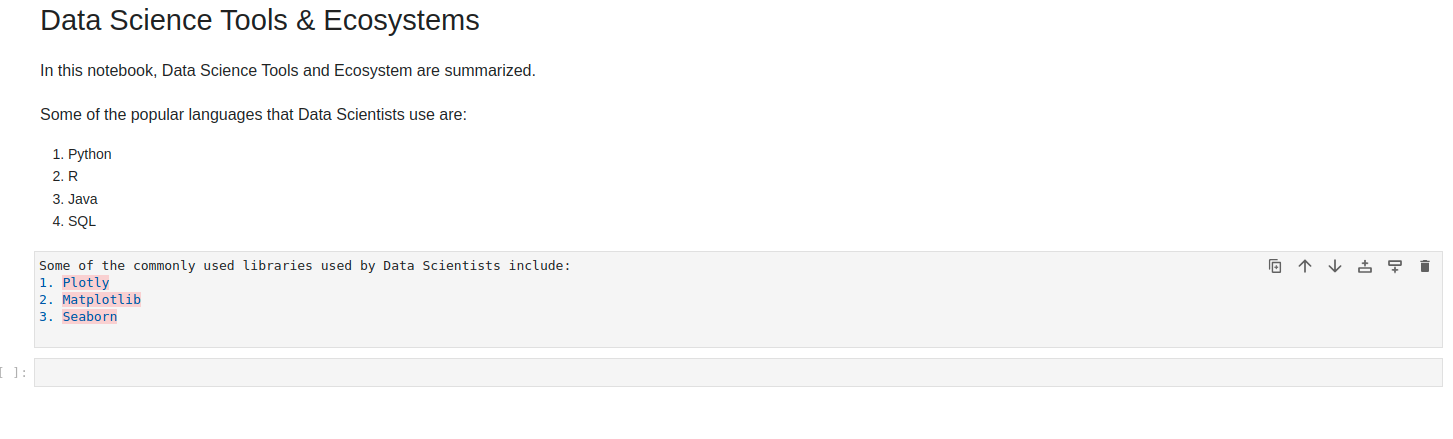 Data Science Tools & Ecosystems
In this notebook, Data Science Tools and Ecosystem are summarized.
Some of the popular languages that Data Scientists use are:
1. Python
2. R
3. Java
4. SQL
Some of the commonly used libraries used by Data Scientists include:
1. Plotly
2. Matplotlib
3. Seaborn
[ ]: